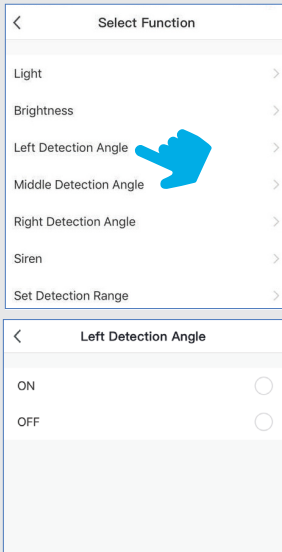 Select Function
Light
Brightness
Left Detection Angle
Middle Detection Angle
Right Detection Angle
Siren
Set Detection Range
Left Detection Angle
ON
OFF